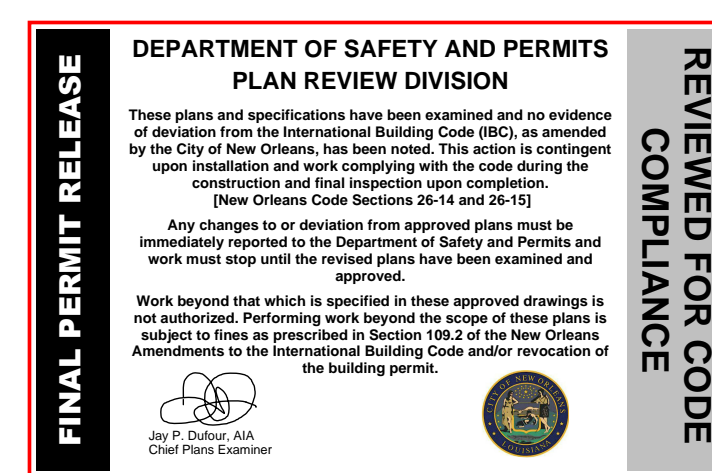 FINAL PERMIT RELEASE
DEPARTMENT OF SAFETY AND PERMITS
PLAN REVIEW DIVISION
These plans and specifications have been examined and no evidence
of deviation from the International Building Code (IBC), as amended
by the City of New Orleans, has been noted. This action is contingent
upon installation and work complying with the code during the
construction and final inspection upon completion.
[New Orleans Code Sections 26-14 and 26-15]
Any changes to or deviation from approved plans must be
immediately reported to the Department of Safety and Permits and
work must stop until the revised plans have been examined and
approved.
Work beyond that which is specified in these approved drawings is
not authorized. Performing work beyond the scope of these plans is
subject to fines as prescribed in Section 109.2 of the New Orleans
Amendments to the International Building Code and/or revocation of
the building permit.
Jay P. Dufour, AIA
Chief Plans Examiner
CITY OF NEW ORLEANS
LOUISIANA
REVIEWED FOR CODE
COMPLIANCE